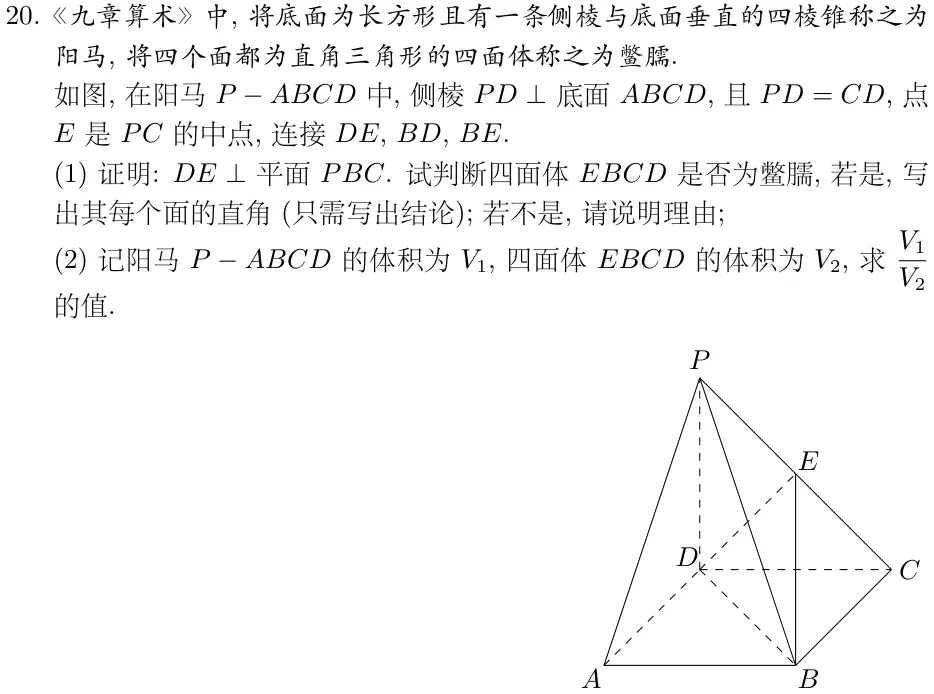 20.《九章算术》中, 将底面为长方形且有一条侧棱与底面垂直的四棱锥称之为
阳马, 将四个面都为直角三角形的四面体称之为鳖臑.
如图, 在阳马 P − ABCD 中, 侧棱 PD ⊥ 底面 ABCD, 且 PD = CD, 点
E 是 PC 的中点, 连接 DE, BD, BE.
(1) 证明: DE ⊥ 平面 PBC. 试判断四面体 EBCD 是否为鳖臑, 若是, 写
出其每个面的直角 (只需写出结论); 若不是, 请说明理由;
(2) 记阳马 P − ABCD 的体积为 V₁, 四面体 EBCD 的体积为 V₂, 求 V₁/V₂
的值.
P
E
D
C
A
B